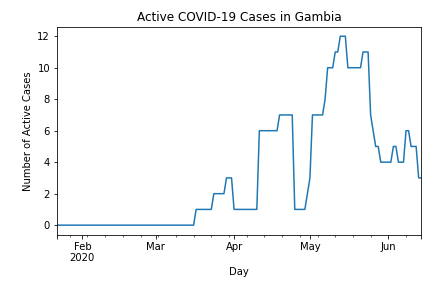 Active COVID-19 Cases in Gambia
Number of Active Cases
12
10
8
6
4
2
0
Feb Mar Apr May Jun
2020
Day